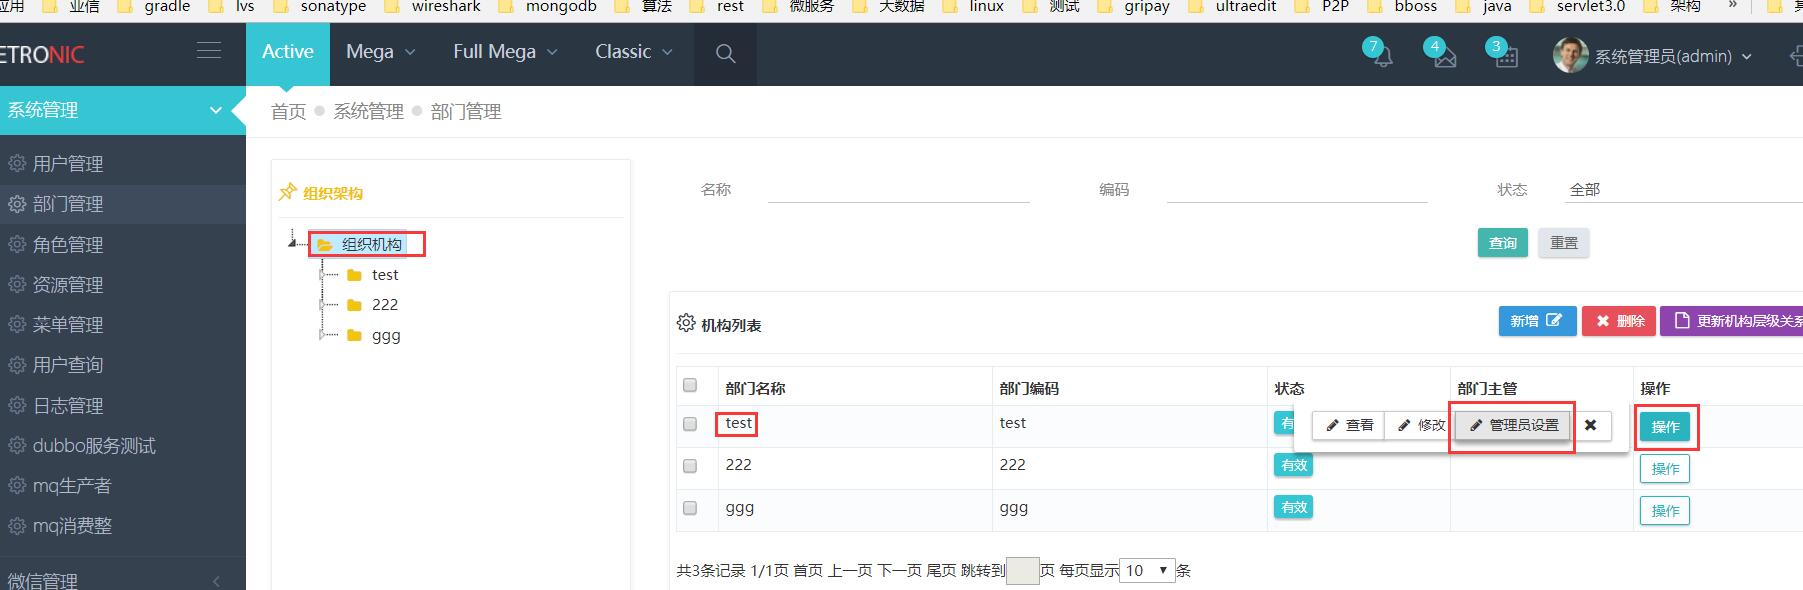 应用 业信 gradle lvs sonatype wireshark mongodb 算法 rest 微服务 大数据 linux 测试 gripay ultraedit P2P bboss java servlet3.0 架构 »
ETRONIC Active Mega Full Mega Classic 7 4 3 系统管理员(admin)
系统管理
首页 系统管理 部门管理
用户管理
部门管理
角色管理
资源管理
菜单管理
用户查询
日志管理
dubbo服务测试
mq生产者
mq消费整
微信管理
组织架构
组织机构
test
222
ggg
名称 编码 状态 全部
查询 重置
机构列表 新增 删除 更新机构层级关系
部门名称 部门编码 状态 部门主管 操作
test test 有 查看 修改 管理员设置 操作
222 222 有效 操作
ggg ggg 有效 操作
共3条记录 1/1页 首页 上一页 下一页 尾页 跳转到 页 每页显示 10 条